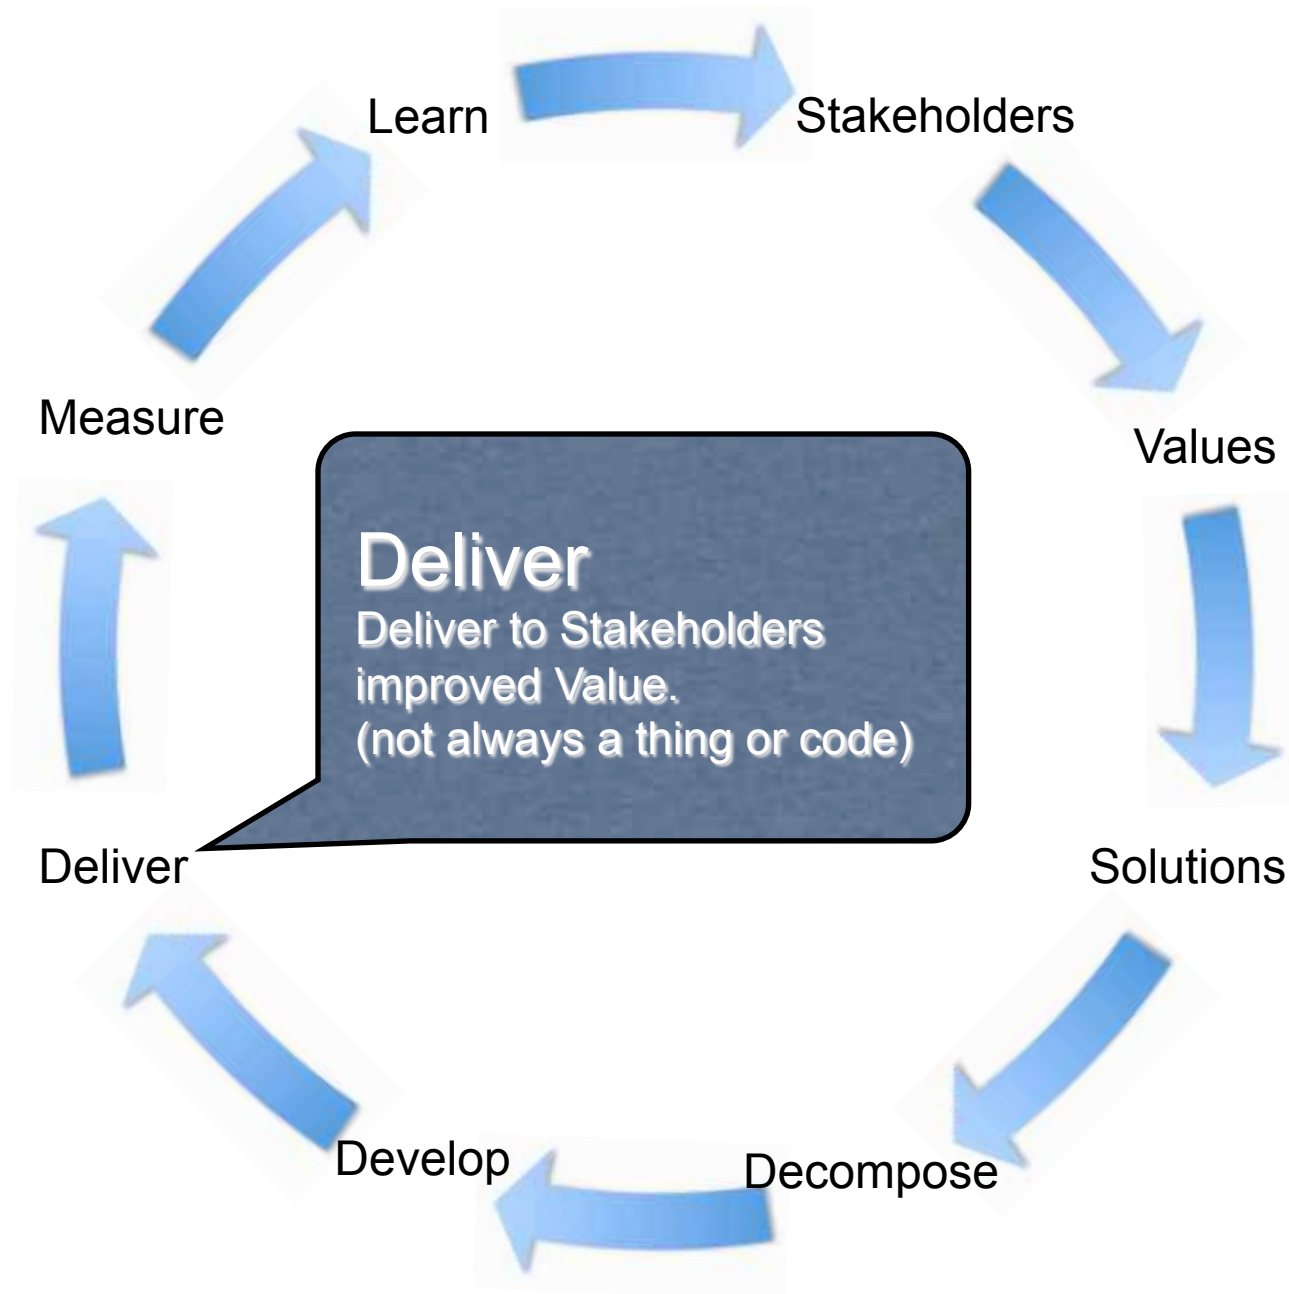 Learn
Stakeholders
Measure
Values
Deliver
Deliver to Stakeholders
improved Value.
(not always a thing or code)
Deliver
Solutions
Develop
Decompose